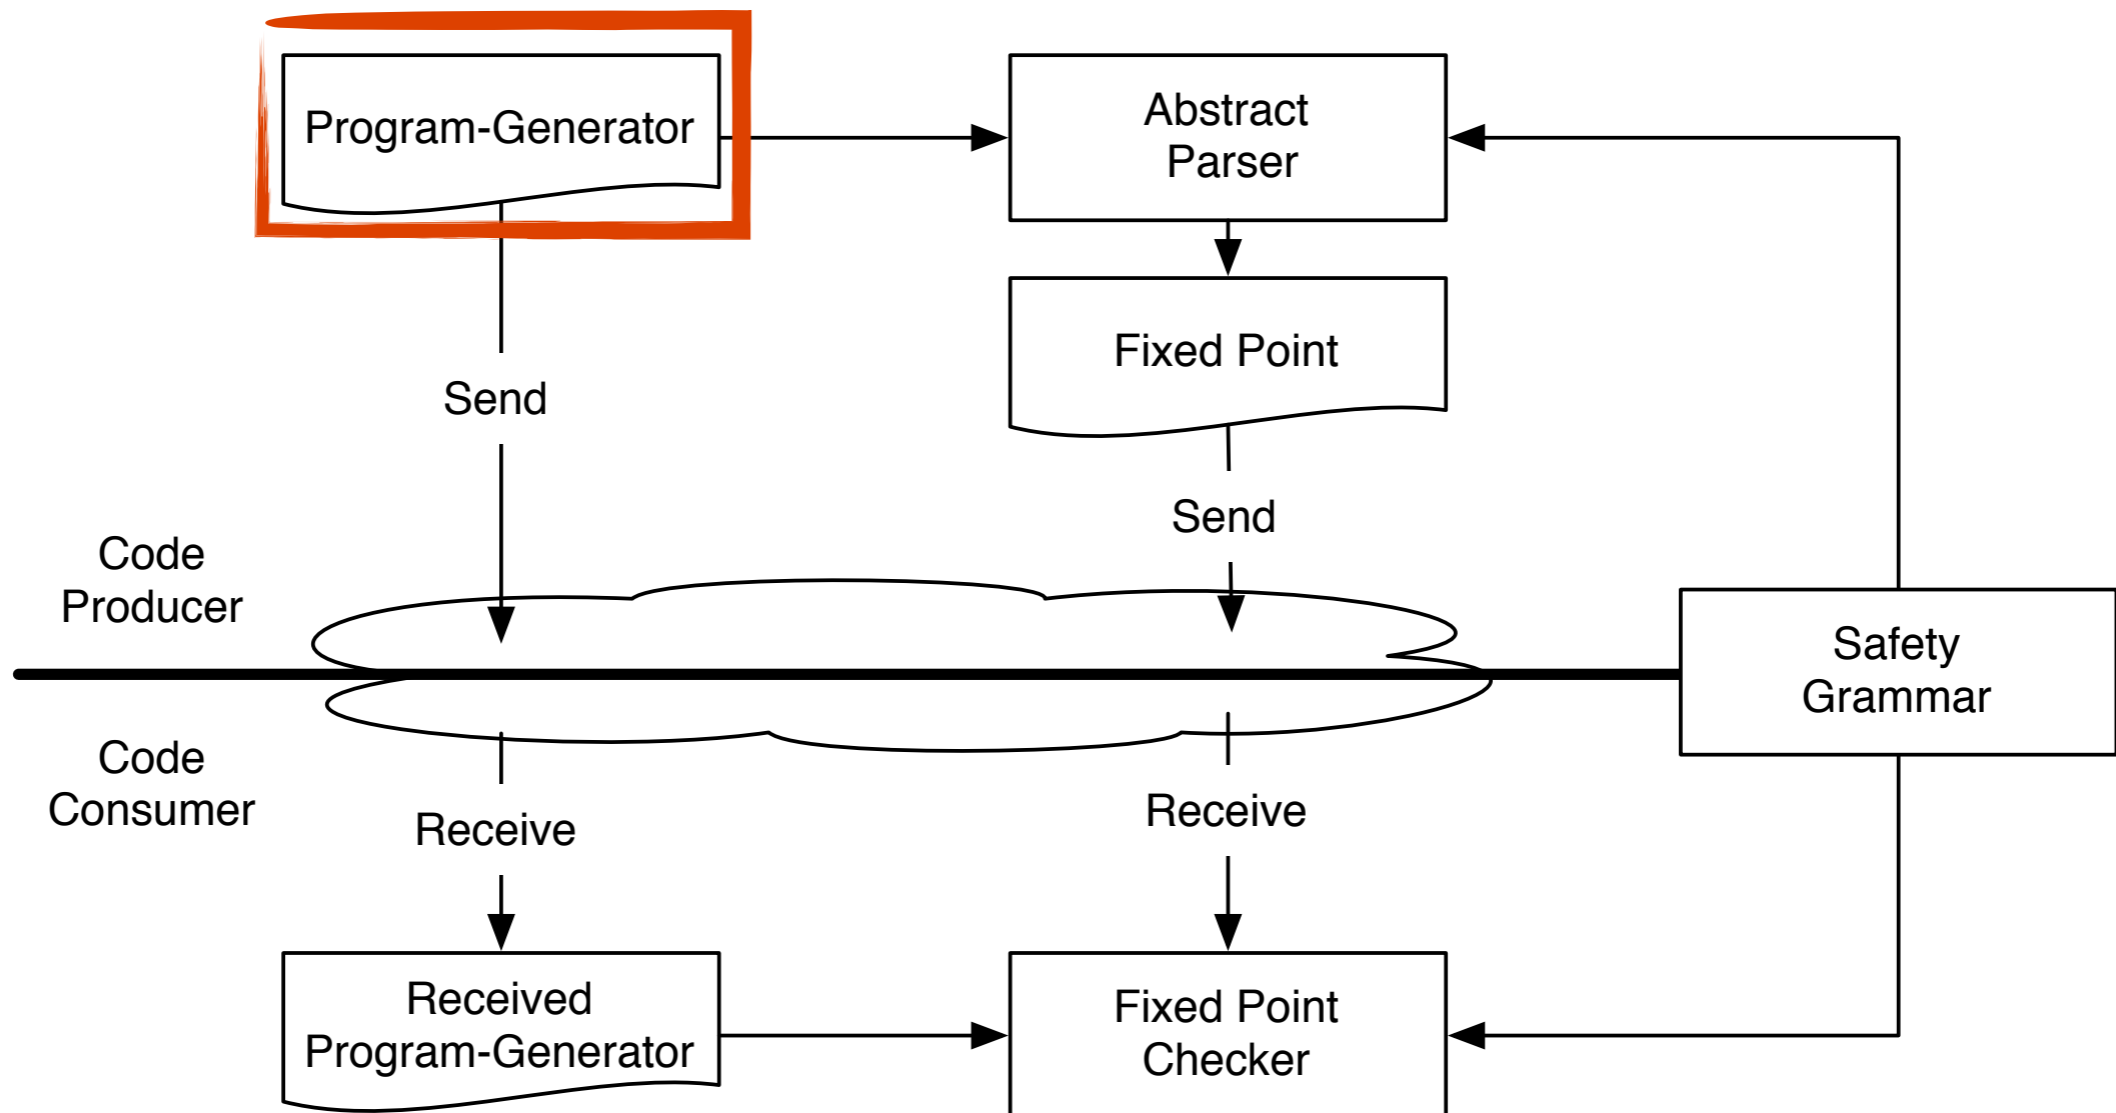 Program-Generator
Abstract
Parser
Fixed Point
Send
Send
Code
Producer
Safety
Grammar
Code
Consumer
Receive
Receive
Received
Program-Generator
Fixed Point
Checker